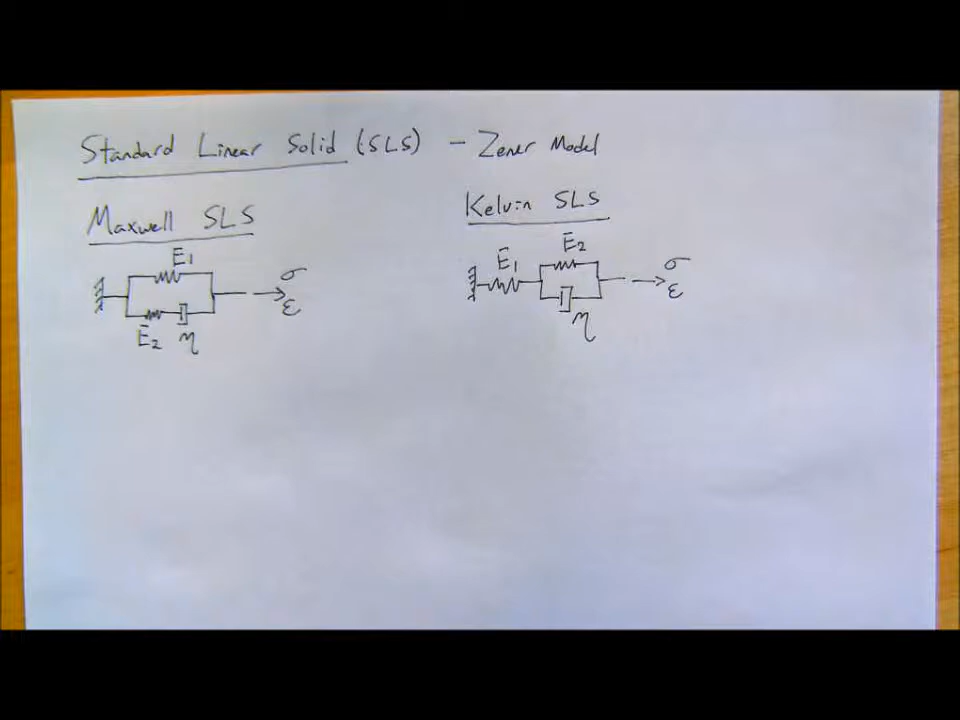 Standard Linear Solid (SLS) - Zener Model
Maxwell SLS
E1
σ
ε
E2 η
Kelvin SLS
E1
E2
σ
ε
η